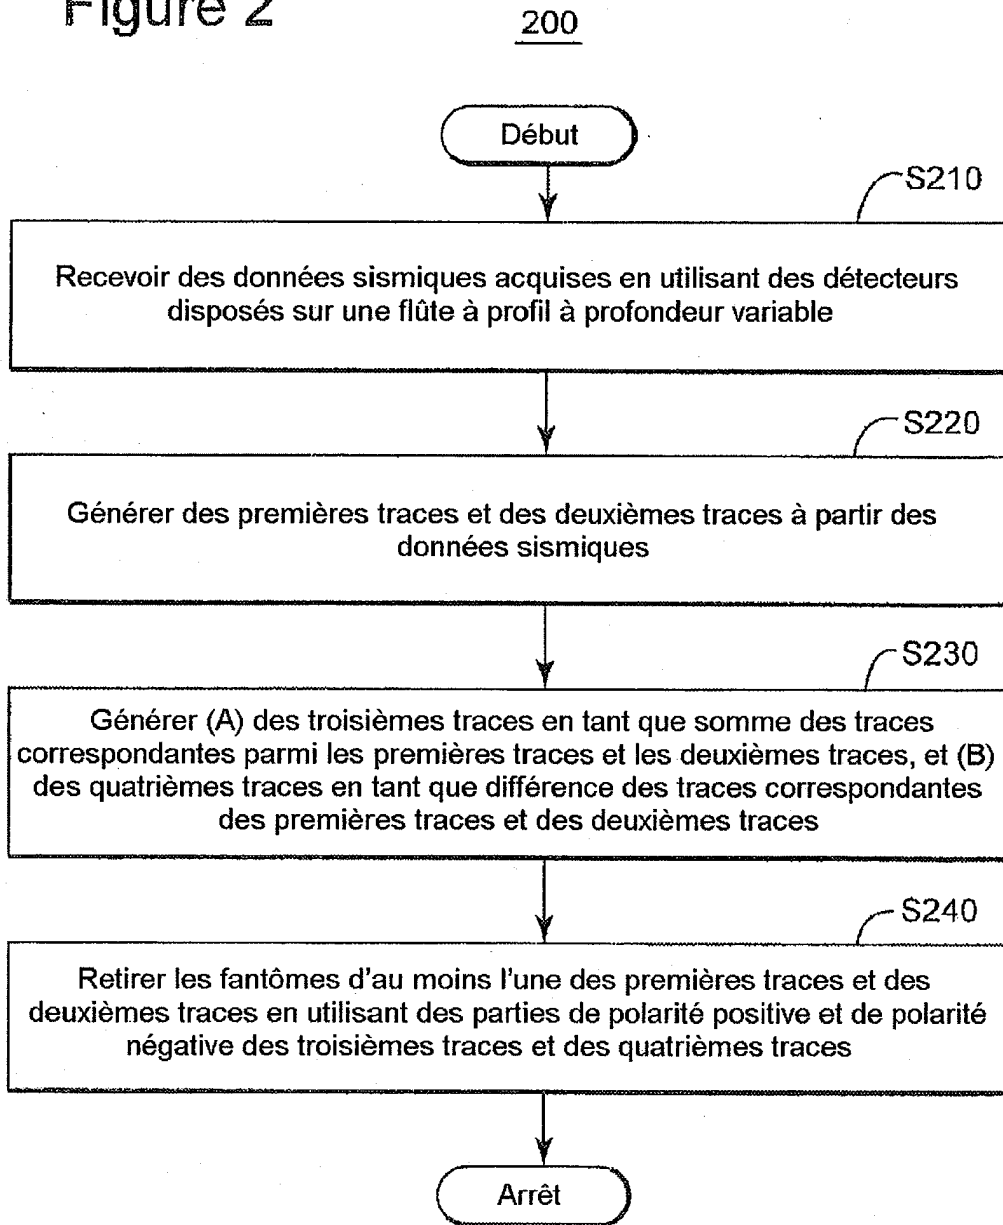 Figure 2
200
Début
S210
Recevoir des données sismiques acquises en utilisant des détecteurs
disposés sur une flûte à profil à profondeur variable
S220
Générer des premières traces et des deuxièmes traces à partir des
données sismiques
S230
Générer (A) des troisièmes traces en tant que somme des traces
correspondantes parmi les premières traces et les deuxièmes traces, et (B)
des quatrièmes traces en tant que différence des traces correspondantes
des premières traces et des deuxièmes traces
S240
Retirer les fantômes d'au moins l'une des premières traces et des
deuxièmes traces en utilisant des parties de polarité positive et de polarité
négative des troisièmes traces et des quatrièmes traces
Arrêt